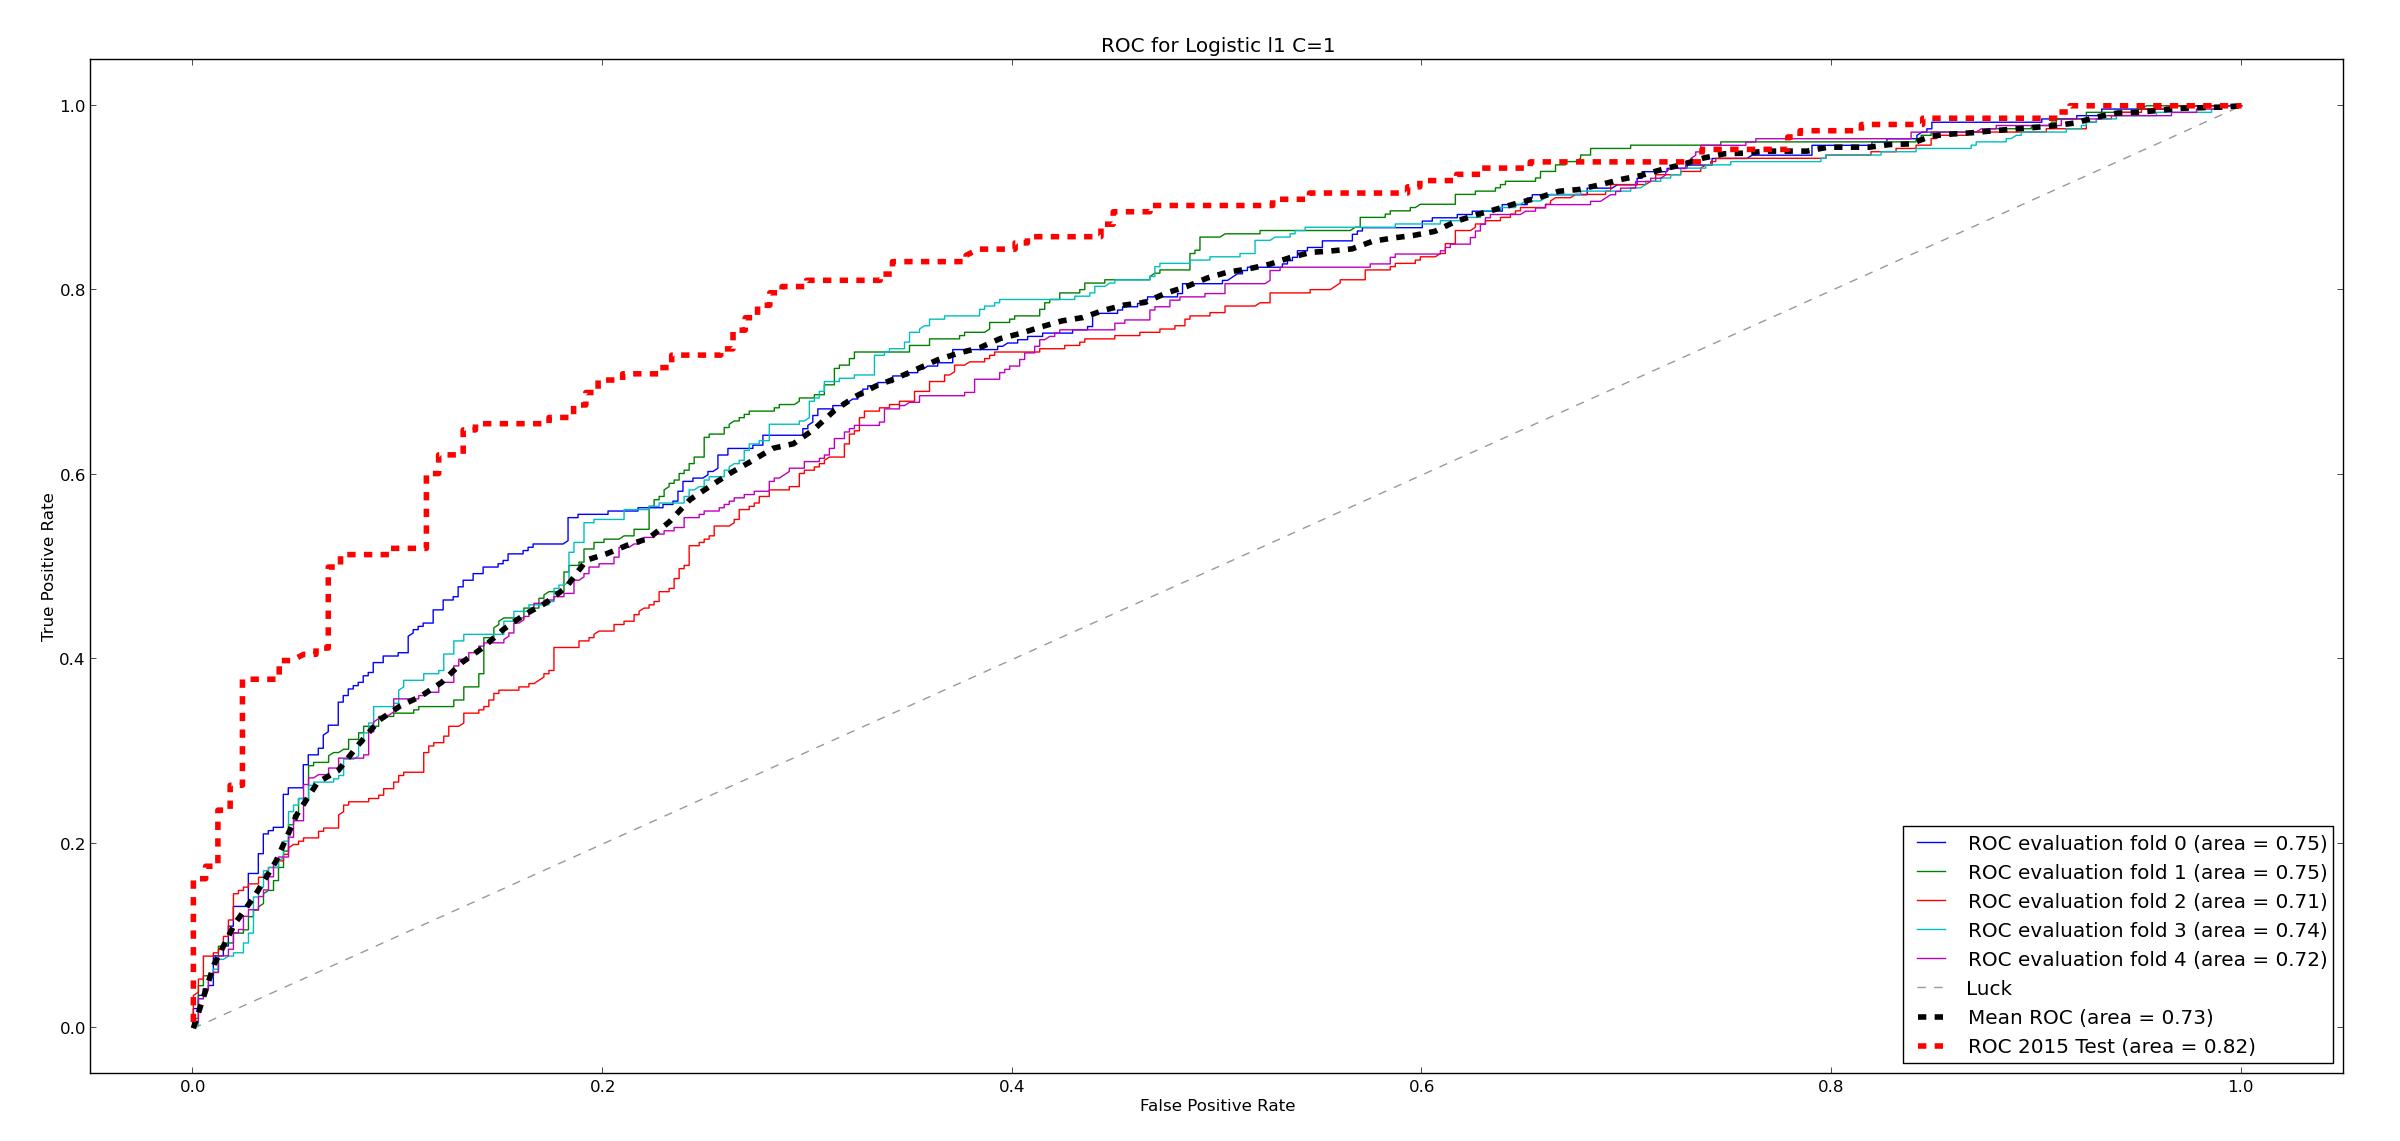 ROC for Logistic l1 C=1
1.0
0.8
0.6
0.4
0.2
0.0
True Positive Rate
0.0 0.2 0.4 0.6 0.8 1.0
False Positive Rate
ROC evaluation fold 0 (area = 0.75)
ROC evaluation fold 1 (area = 0.75)
ROC evaluation fold 2 (area = 0.71)
ROC evaluation fold 3 (area = 0.74)
ROC evaluation fold 4 (area = 0.72)
Luck
Mean ROC (area = 0.73)
ROC 2015 Test (area = 0.82)